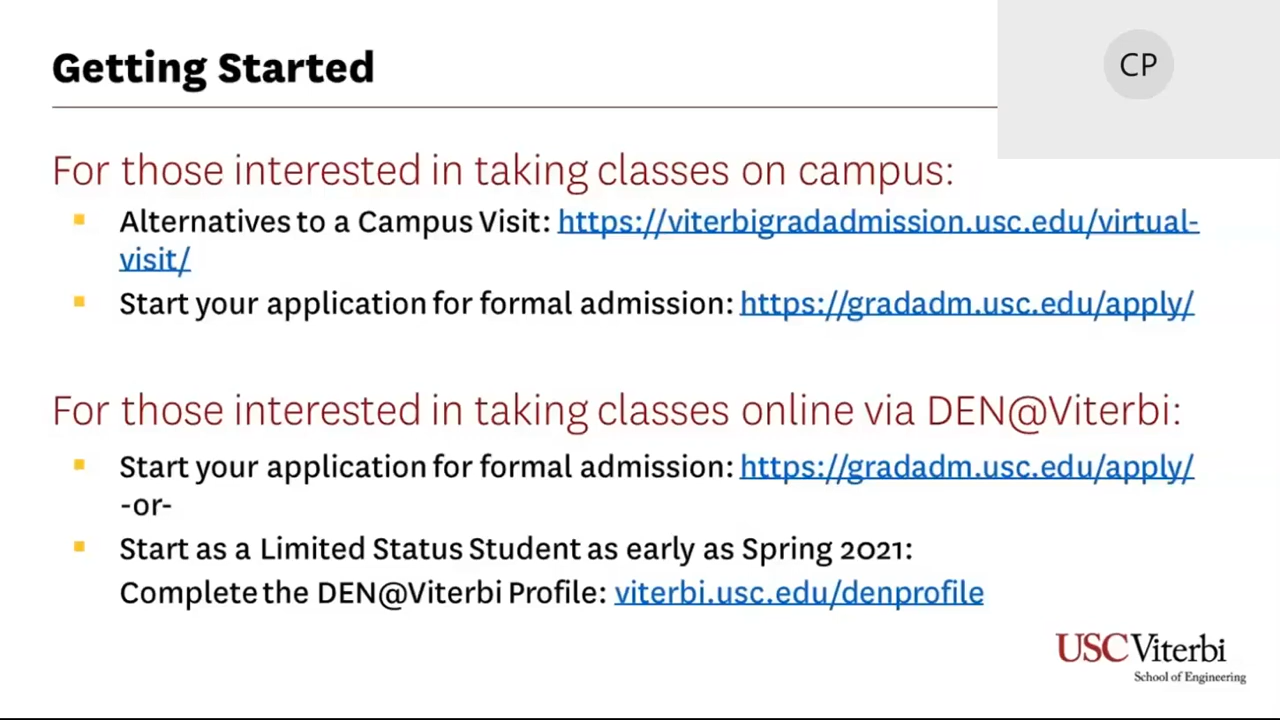 Getting Started
CP
For those interested in taking classes on campus:
Alternatives to a Campus Visit: https://viterbigradadmission.usc.edu/virtual-
visit/
Start your application for formal admission: https://gradadm.usc.edu/apply/
For those interested in taking classes online via DEN@Viterbi:
Start your application for formal admission: https://gradadm.usc.edu/apply/
-or-
Start as a Limited Status Student as early as Spring 2021:
Complete the DEN@Viterbi Profile: viterbi.usc.edu/denprofile
USC Viterbi
School of Engineering